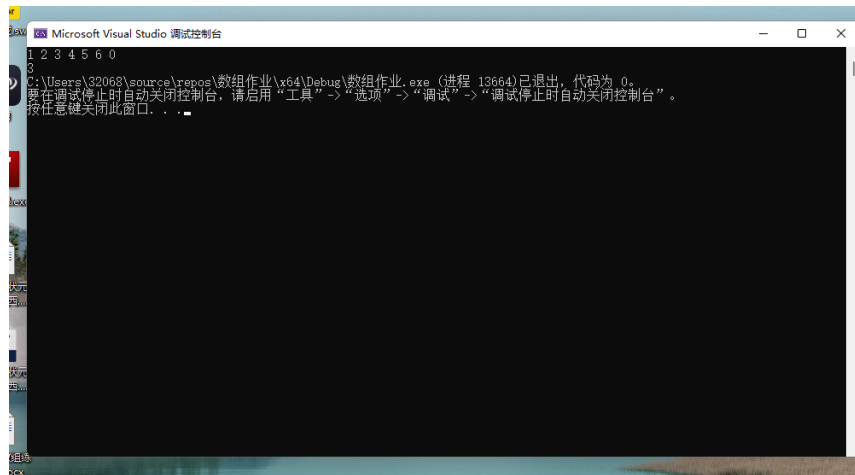 or
Microsoft Visual Studio 调试控制台
1 2 3 4 5 6 0
3
C:\Users\32068\source\repos\数组作业\x64\Debug\数组作业.exe (进程 13664)已退出，代码为 0。
要在调试停止时自动关闭控制台，请启用“工具”->“选项”->“调试”->“调试停止时自动关闭控制台”。
按任意键关闭此窗口. . .